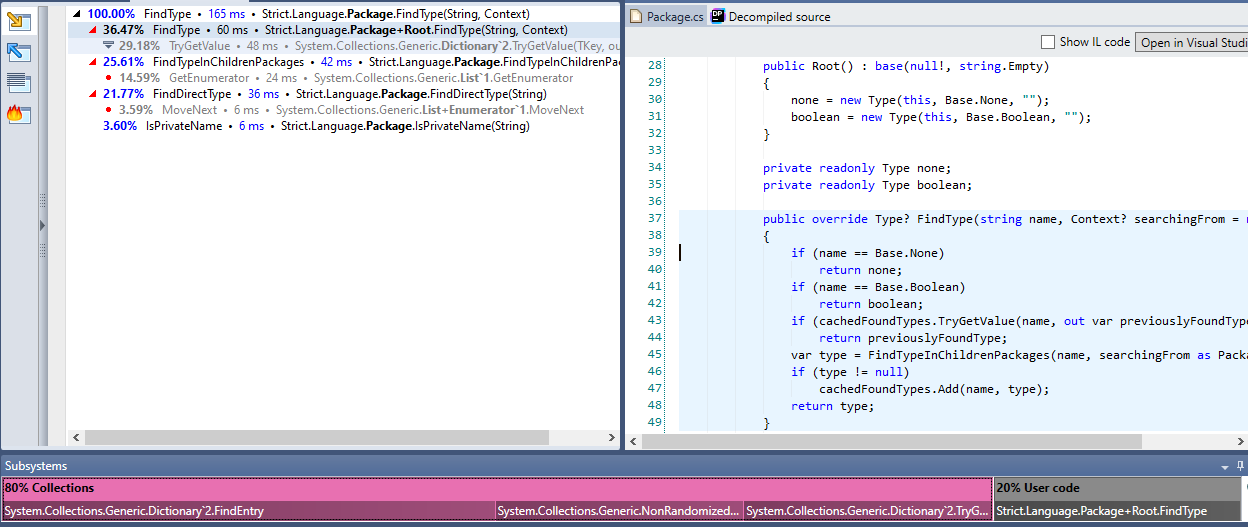 100.00% FindType • 165 ms • Strict.Language.Package.FindType(String, Context)
36.47% FindType • 60 ms • Strict.Language.Package+Root.FindType(String, Context)
29.18% TryGetValue • 48 ms • System.Collections.Generic.Dictionary`2.TryGetValue(TKey, ou
25.61% FindTypeInChildrenPackages • 42 ms • Strict.Language.Package.FindTypeInChildrenPac
14.59% GetEnumerator • 24 ms • System.Collections.Generic.List`1.GetEnumerator
21.77% FindDirectType • 36 ms • Strict.Language.Package.FindDirectType(String)
3.59% MoveNext • 6 ms • System.Collections.Generic.List+Enumerator`1.MoveNext
3.60% IsPrivateName • 6 ms • Strict.Language.Package.IsPrivateName(String)
Package.cs DP Decompiled source
Show IL code Open in Visual Studi
28 public Root() : base(null!, string.Empty)
29 {
30 none = new Type(this, Base.None, "");
31 boolean = new Type(this, Base.Boolean, "");
32 }
33
34 private readonly Type none;
35 private readonly Type boolean;
36
37 public override Type? FindType(string name, Context? searchingFrom = n
38 {
39 if (name == Base.None)
40 return none;
41 if (name == Base.Boolean)
42 return boolean;
43 if (cachedFoundTypes.TryGetValue(name, out var previouslyFoundType
44 return previouslyFoundType;
45 var type = FindTypeInChildrenPackages(name, searchingFrom as Packa
46 if (type != null)
47 cachedFoundTypes.Add(name, type);
48 return type;
49 }
Subsystems
80% Collections
20% User code
System.Collections.Generic.Dictionary`2.FindEntry
System.Collections.Generic.NonRandomized...
System.Collections.Generic.Dictionary`2.TryG...
Strict.Language.Package+Root.FindType